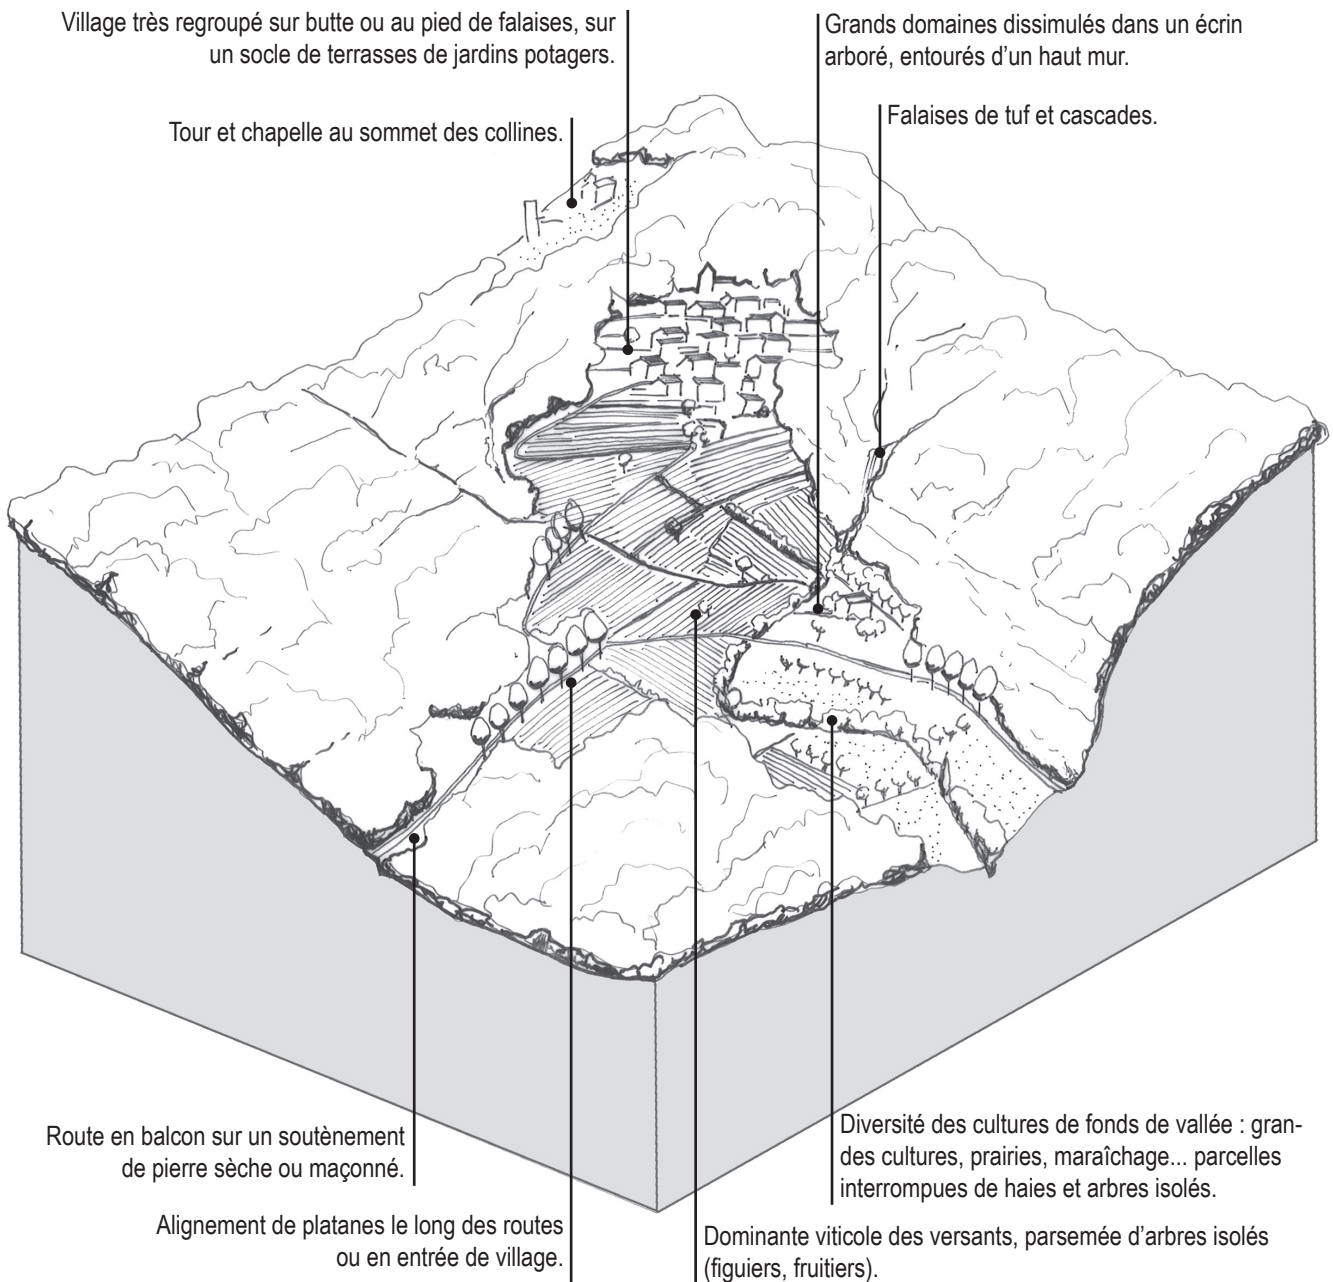 Village très regroupé sur butte ou au pied de falaises, sur
un socle de terrasses de jardins potagers.
Grands domaines dissimulés dans un écrin
arboré, entourés d'un haut mur.
Tour et chapelle au sommet des collines.
Falaises de tuf et cascades.
Route en balcon sur un soutènement
de pierre sèche ou maçonné.
Diversité des cultures de fonds de vallée : gran-
des cultures, prairies, maraîchage... parcelles
interrompues de haies et arbres isolés.
Alignement de platanes le long des routes
ou en entrée de village.
Dominante viticole des versants, parsemée d'arbres isolés
(figuiers, fruitiers).